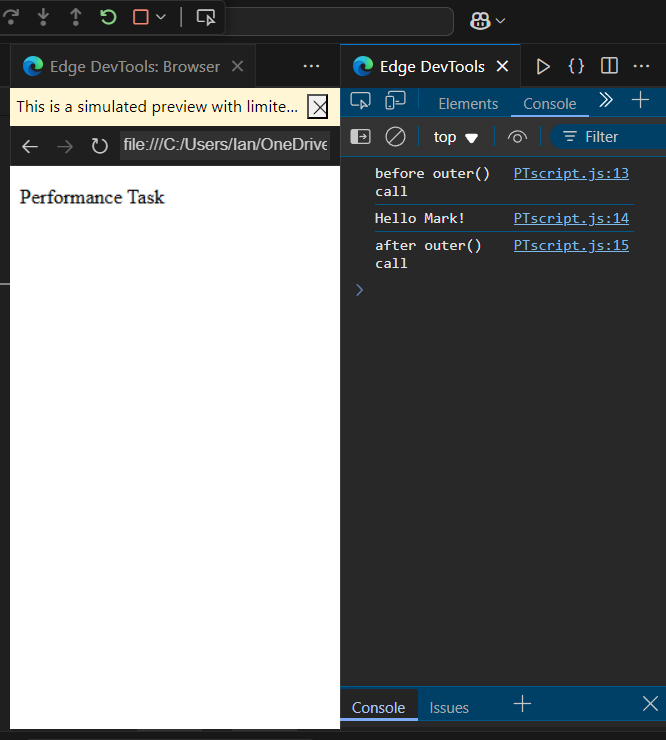 Edge DevTools: Browser
Edge DevTools
This is a simulated preview with limite...
Elements
Console
file:///C:/Users/Ian/OneDrive
top
Filter
Performance Task
before outer() call PTscript.js:13
Hello Mark! PTscript.js:14
after outer() call PTscript.js:15
Console
Issues